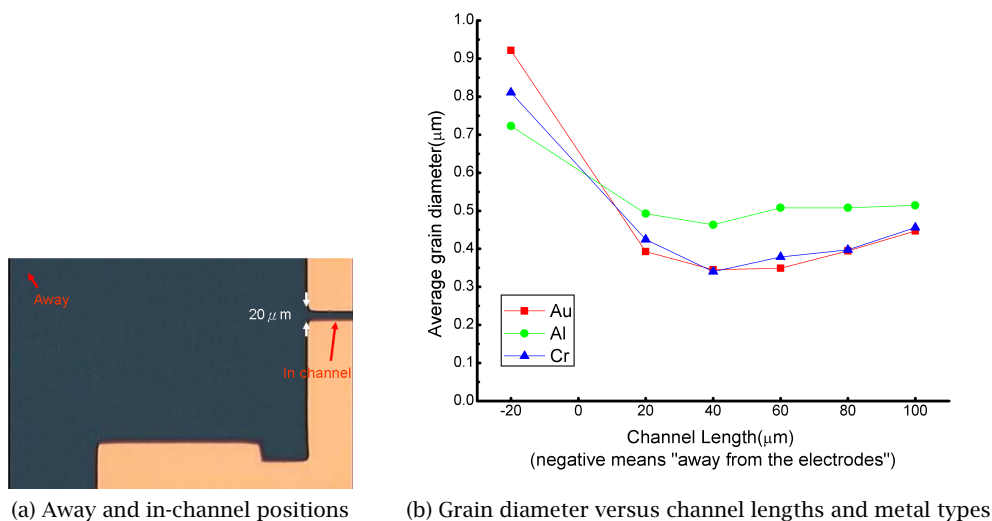 Away
20 μm
In channel
(a) Away and in-channel positions
1.0
0.9
0.8
0.7
0.6
0.5
0.4
0.3
0.2
0.1
0.0
Average grain diameter(μm)
Au
Al
Cr
-20 0 20 40 60 80 100
Channel Length(μm)
(negative means "away from the electrodes")
(b) Grain diameter versus channel lengths and metal types